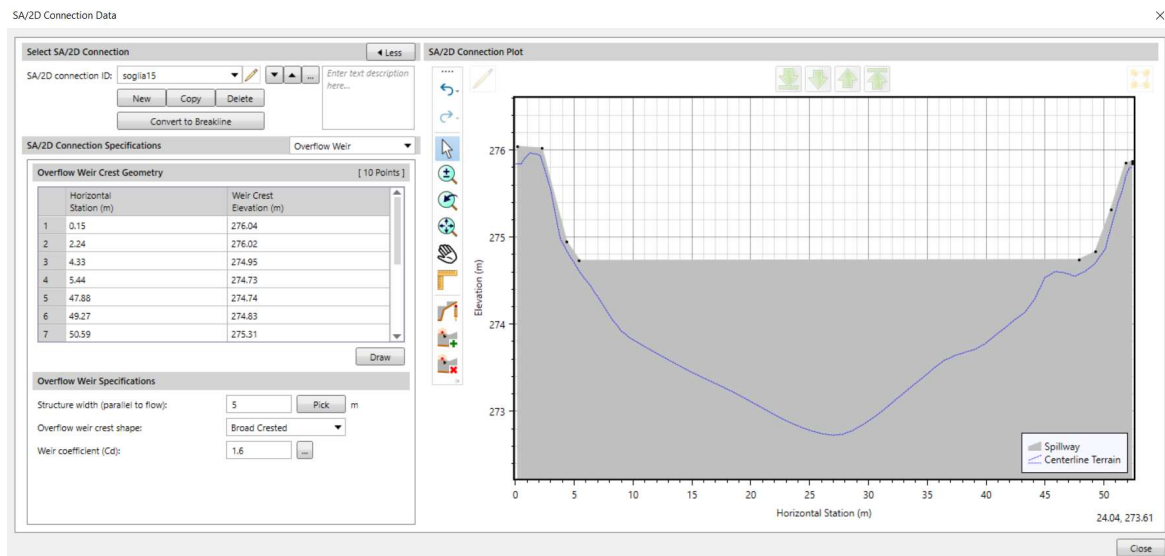 SA/2D Connection Data
Select SA/2D Connection
Less
SA/2D connection ID: soglia15
...
Enter text description here...
New Copy Delete
Convert to Breakline
SA/2D Connection Specifications Overflow Weir
Overflow Weir Crest Geometry [ 10 Points ]
Horizontal Station (m) Weir Crest Elevation (m)
1 0.15 276.04
2 2.24 276.02
3 4.33 274.95
4 5.44 274.73
5 47.88 274.74
6 49.27 274.83
7 50.59 275.31
Draw
Overflow Weir Specifications
Structure width (parallel to flow): 5 Pick m
Overflow weir crest shape: Broad Crested
Weir coefficient (Cd): 1.6 ...
SA/2D Connection Plot
276
275
274
273
Elevation (m)
0 5 10 15 20 25 30 35 40 45 50
Horizontal Station (m)
Spillway
Centerline Terrain
24.04, 273.61
Close